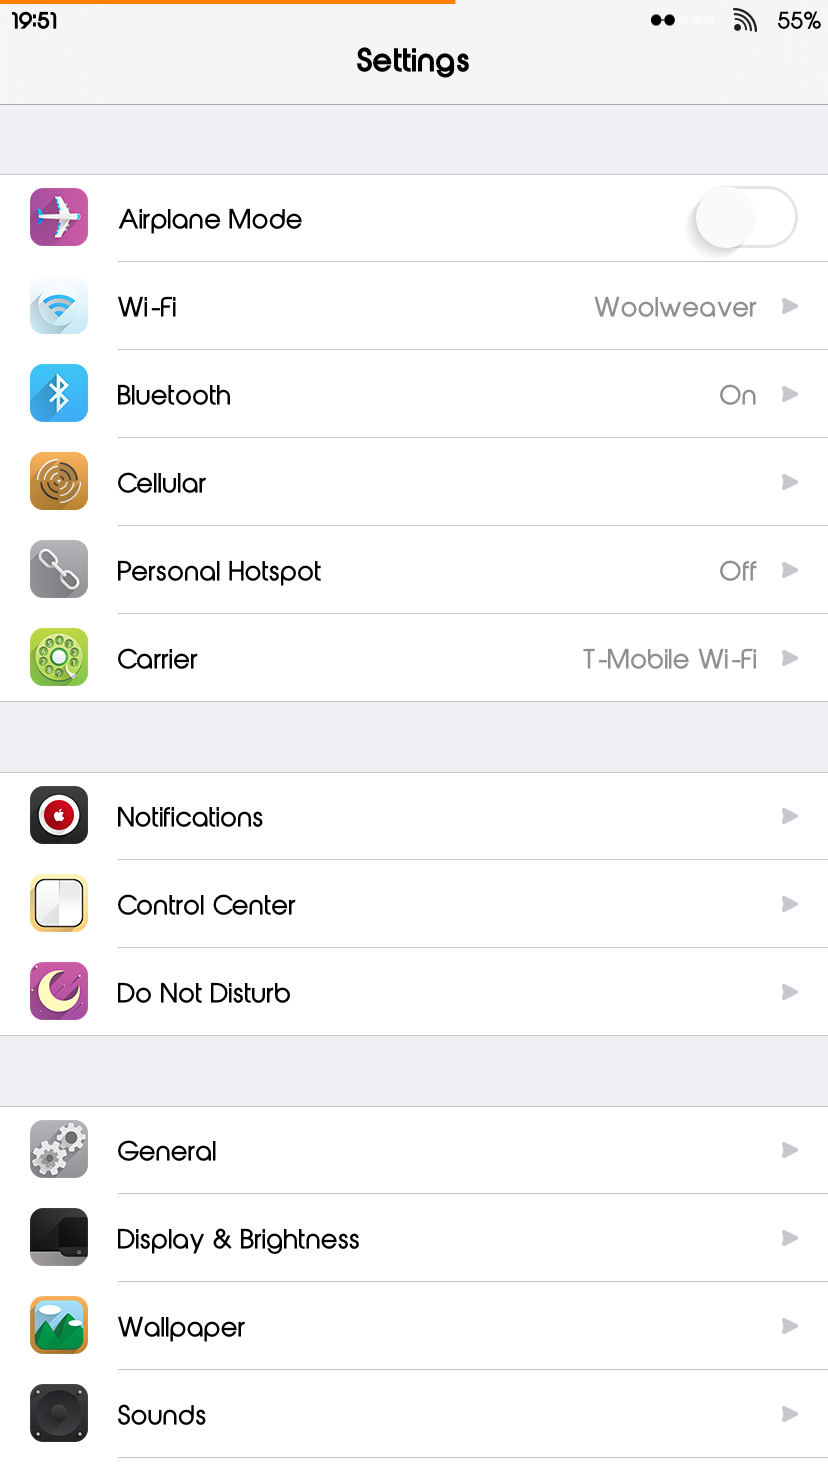 19:51 55%
Settings
Airplane Mode
Wi-Fi Woolweaver
Bluetooth On
Cellular
Personal Hotspot Off
Carrier T-Mobile Wi-Fi
Notifications
Control Center
Do Not Disturb
General
Display & Brightness
Wallpaper
Sounds